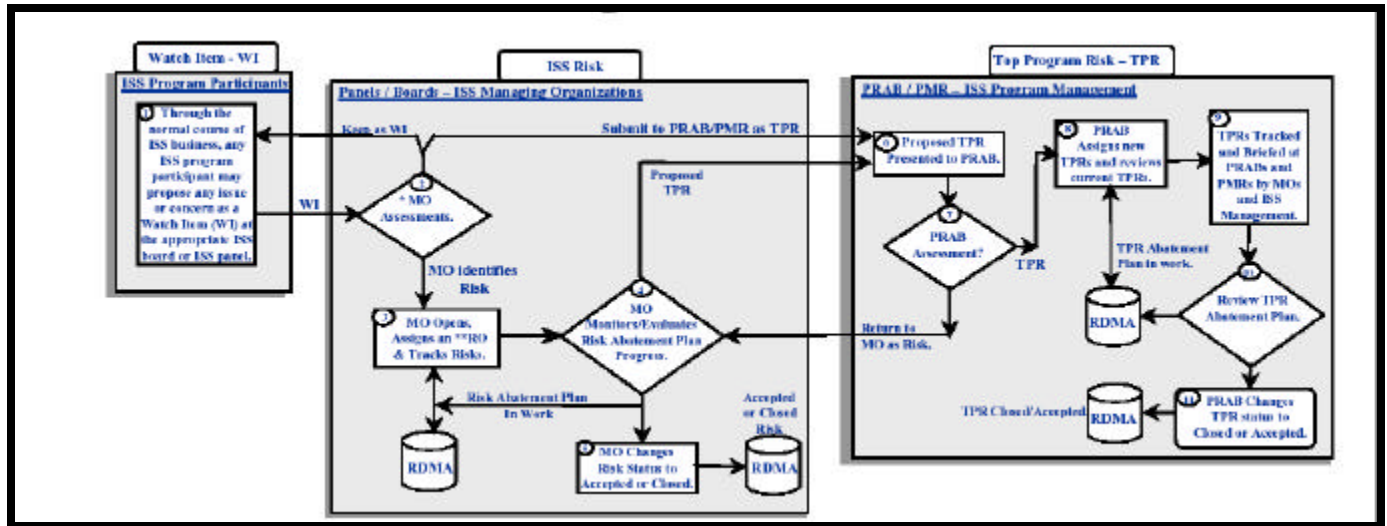 Watch Item - WI
ISS Program Participants
1
Through the
normal course of
ISS business, any
ISS program
participant may
propose any issue
or concern as a
Watch Item (WI) at
the appropriate ISS
board or ISS panel.
WI
ISS Risk
Panels / Boards – ISS Managing Organizations
Keep as WI
Submit to PRAB/PMR as TPR
2
* MO
Assessments.
MO identifies
Risk
3
MO Opens,
Assigns an **RO
& Tracks Risks.
Proposed
TPR
4
MO
Monitors/Evaluates
Risk Abatement Plan
Progress.
Risk Abatement Plan
In Work
RDMA
5
MO Changes
Risk Status to
Accepted or Closed.
Accepted
or Closed
Risk
RDMA
Top Program Risk – TPR
PRAB / PMR – ISS Program Management
6
Proposed TPR
Presented to PRAB.
7
PRAB
Assessment?
TPR
Return to
MO as Risk.
8
PRAB
Assigns new
TPRs and reviews
current TPRs.
9
TPRs Tracked
and Briefed at
PRABs and
PMRs by MOs
and ISS
Management.
TPR Abatement
Plan in work.
RDMA
10
Review TPR
Abatement Plan.
TPR Closed/Accepted
RDMA
11
PRAB Changes
TPR status to
Closed or Accepted.